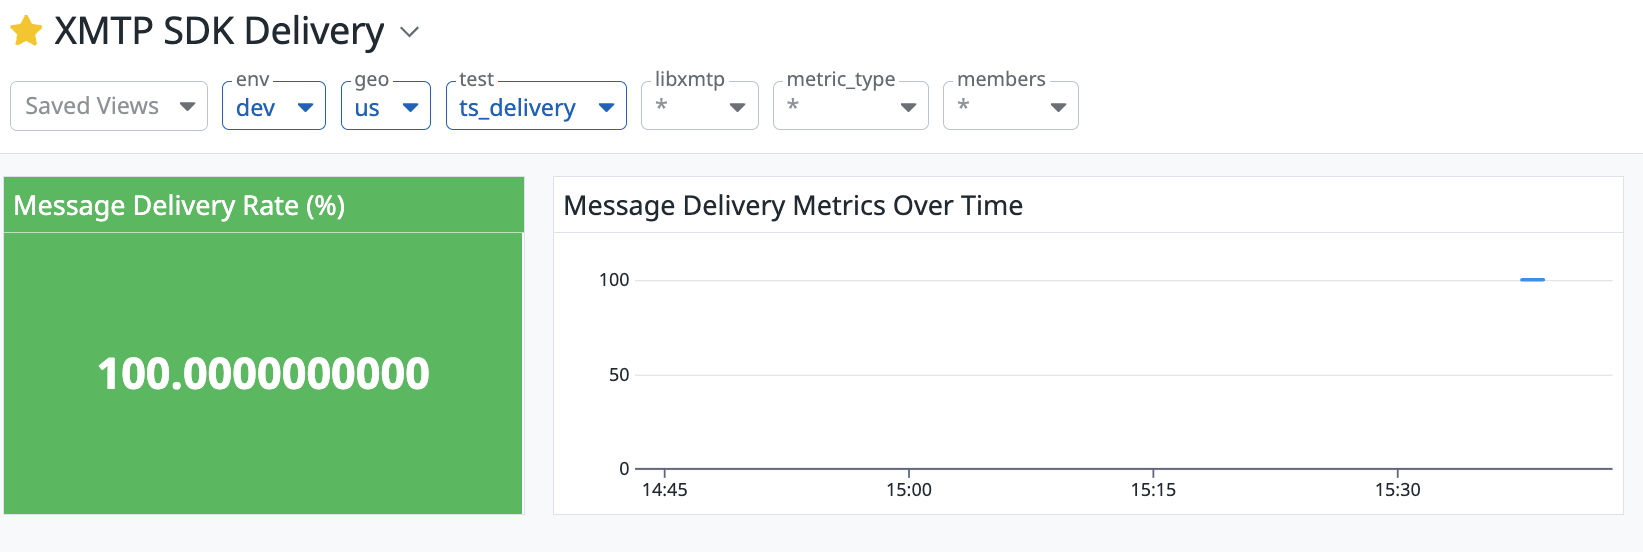 XMTP SDK Delivery
Saved Views
env
dev
geo
us
test
ts_delivery
libxmtp
*
metric_type
*
members
*
Message Delivery Rate (%)
100.0000000000
Message Delivery Metrics Over Time
100
50
0
14:45 15:00 15:15 15:30